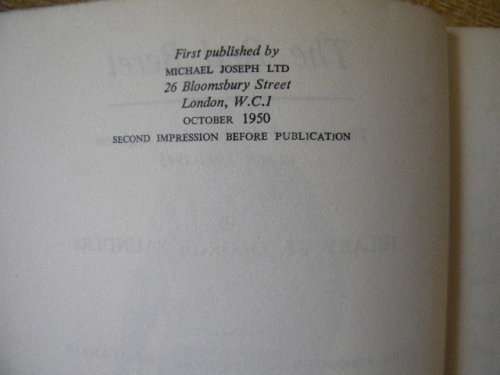 First published by
MICHAEL JOSEPH LTD
26 Bloomsbury Street
London, W.C.1
OCTOBER 1950
SECOND IMPRESSION BEFORE PUBLICATION